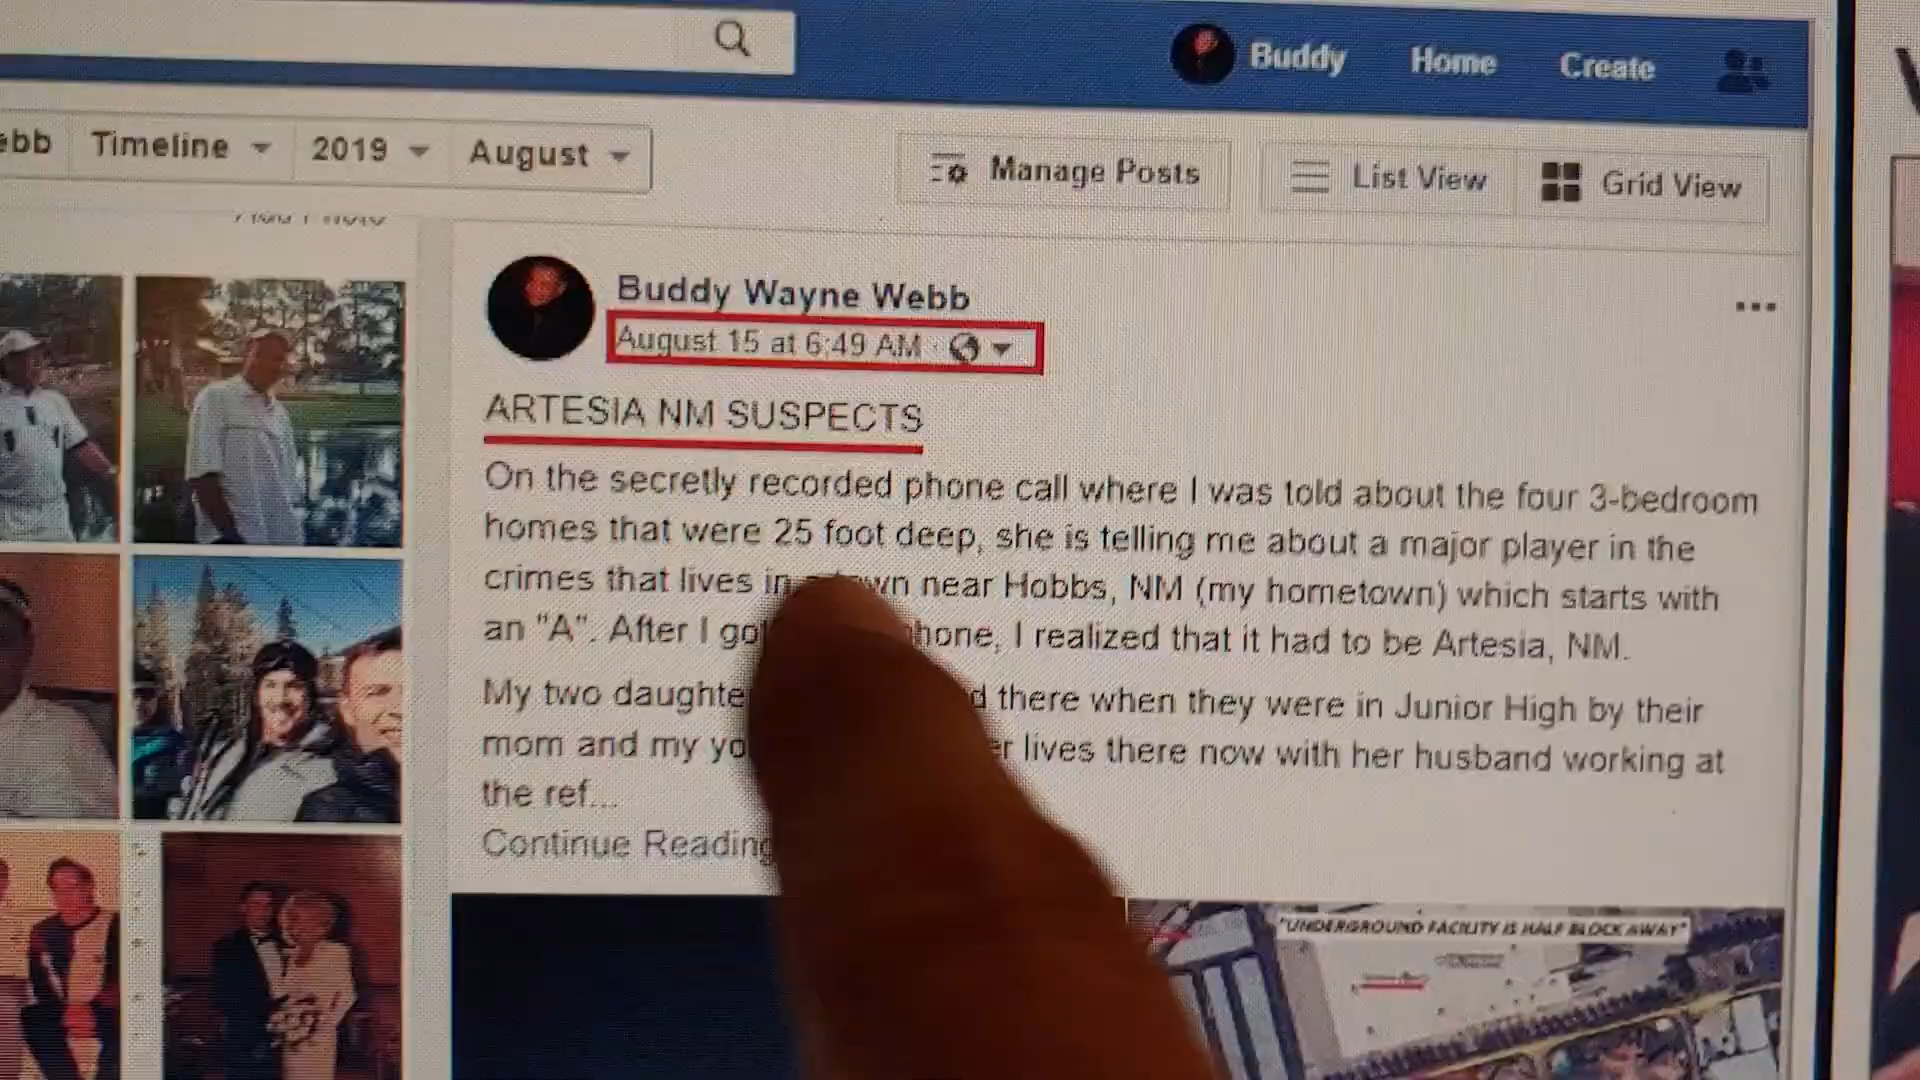 Buddy Home Create
ebb Timeline 2019 August Manage Posts List View Grid View
Buddy Wayne Webb
August 15 at 6:49 AM
ARTESIA NM SUSPECTS
On the secretly recorded phone call where I was told about the four 3-bedroom
homes that were 25 foot deep, she is telling me about a major player in the
crimes that lives in near Hobbs, NM (my hometown) which starts with
an "A". After I hone, I realized that it had to be Artesia, NM.
My two daughte there when they were in Junior High by their
mom and my lives there now with her husband working at
the ref...
Continue Reading
"UNDERGROUND FACILITY IS HALF BLOCK AWAY"